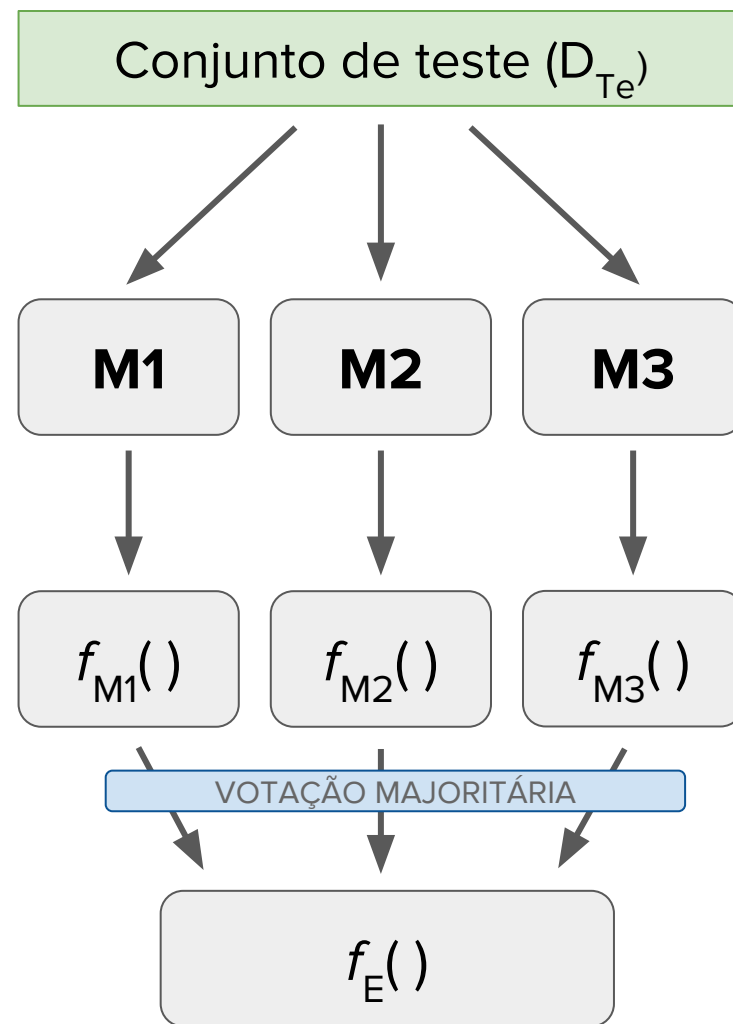 Conjunto de teste (D_Te)
M1 M2 M3
f_M1( ) f_M2( ) f_M3( )
VOTAÇÃO MAJORITÁRIA
f_E( )